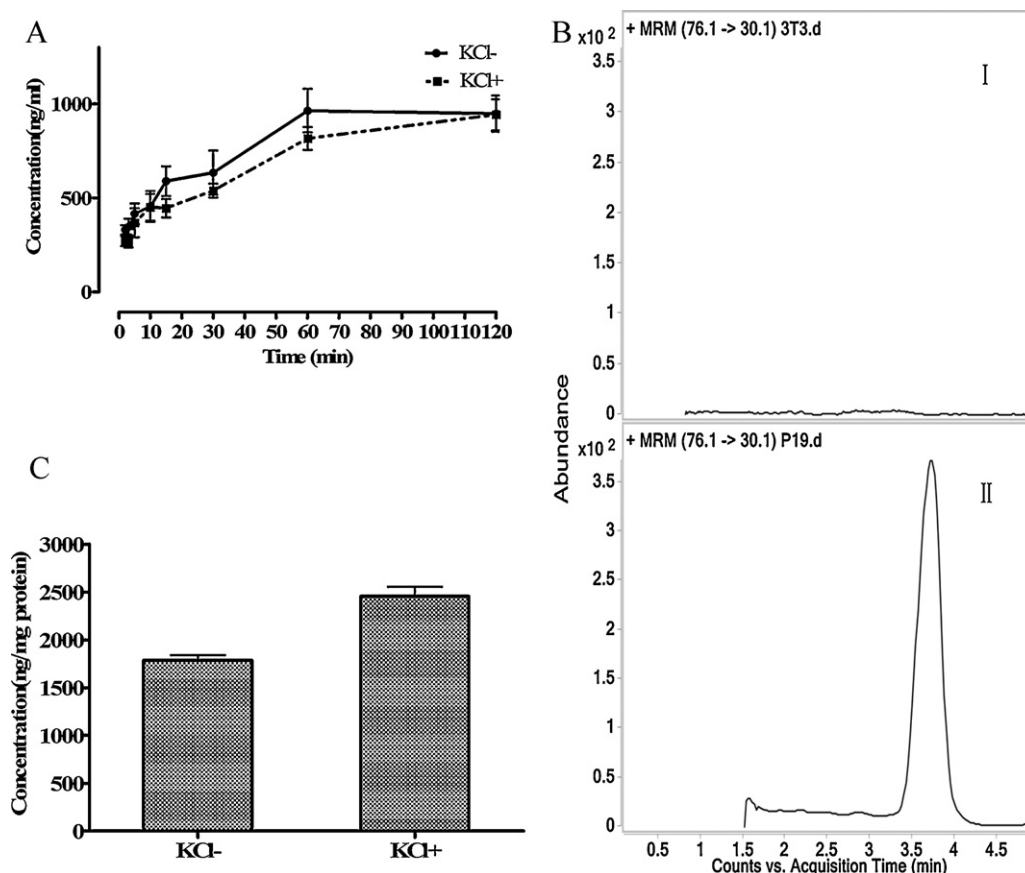 A
KCl-
KCl+
Concentration(ng/ml)
1000
500
0
0 10 20 30 40 50 60 70 80 90 100 110 120
Time (min)
B
x10 2
+ MRM (76.1 -> 30.1) 3T3.d
I
3.5
3
2.5
2
1.5
1
0.5
0
Abundance
x10 2
+ MRM (76.1 -> 30.1) P19.d
II
3.5
3
2.5
2
1.5
1
0.5
0
0.5 1 1.5 2 2.5 3 3.5 4 4.5
Counts vs. Acquisition Time (min)
C
Concentration(ng/mg protein)
3000
2500
2000
1500
1000
500
0
KCl- KCl+